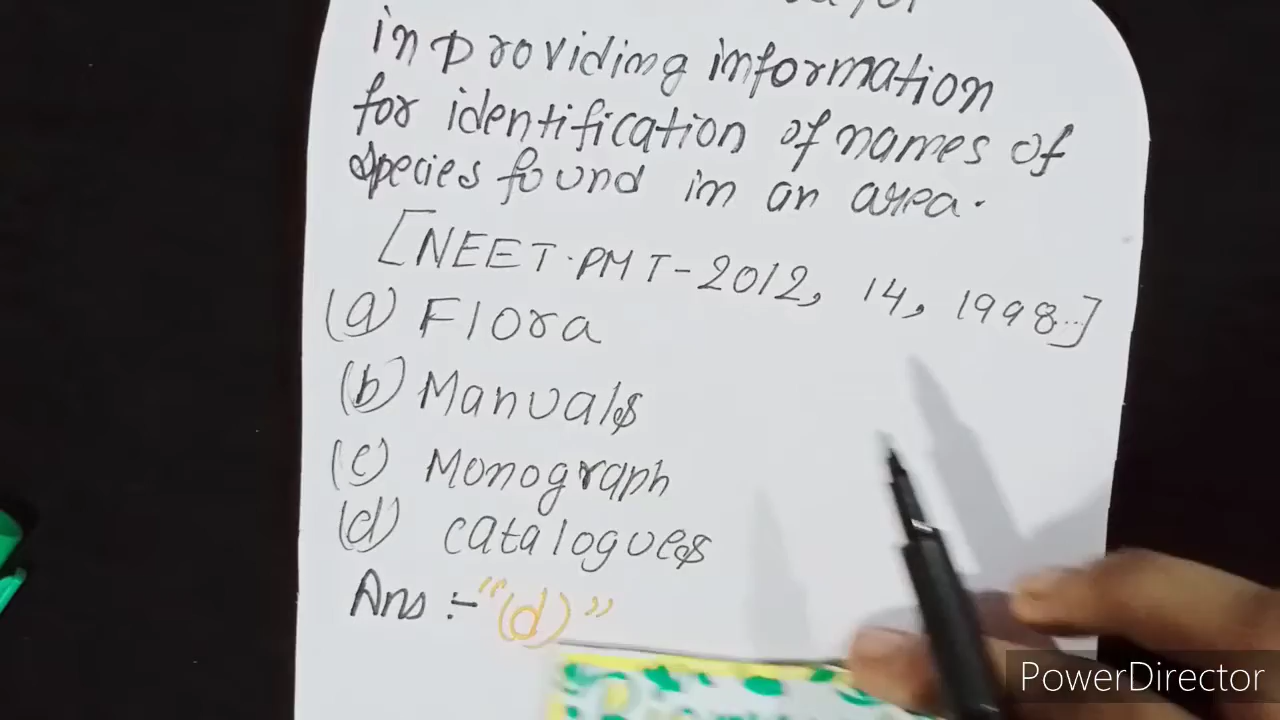 in providing information
for identification of names of
species found in an area.
[NEET.PMT-2012, 14, 1998...]
(a) Flora
(b) Manuals
(c) Monograph
(d) catalogues
Ans :- "(d)"
PowerDirector